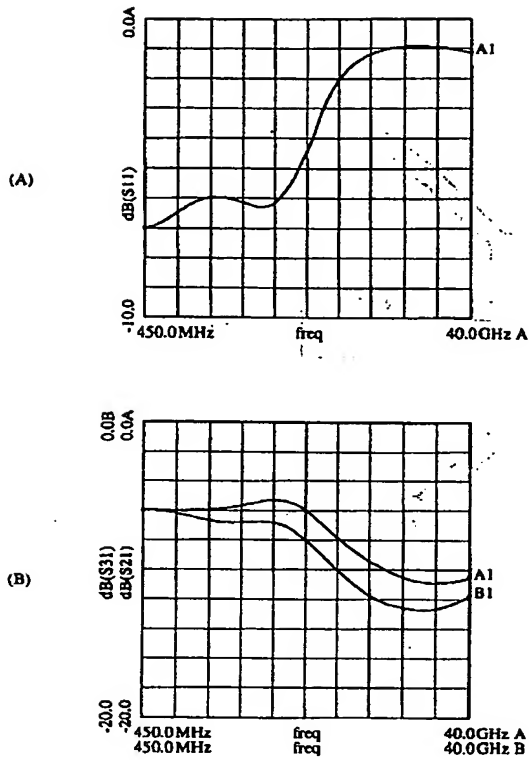 0.0A
A1
(A)
dB(S11)
-10.0
450.0MHz freq 40.0GHz A
0.0B 0.0A
(B)
dB(S31)
dB(S21)
A1
B1
-20.0 -20.0
450.0MHz freq 40.0GHz A
450.0MHz freq 40.0GHz B